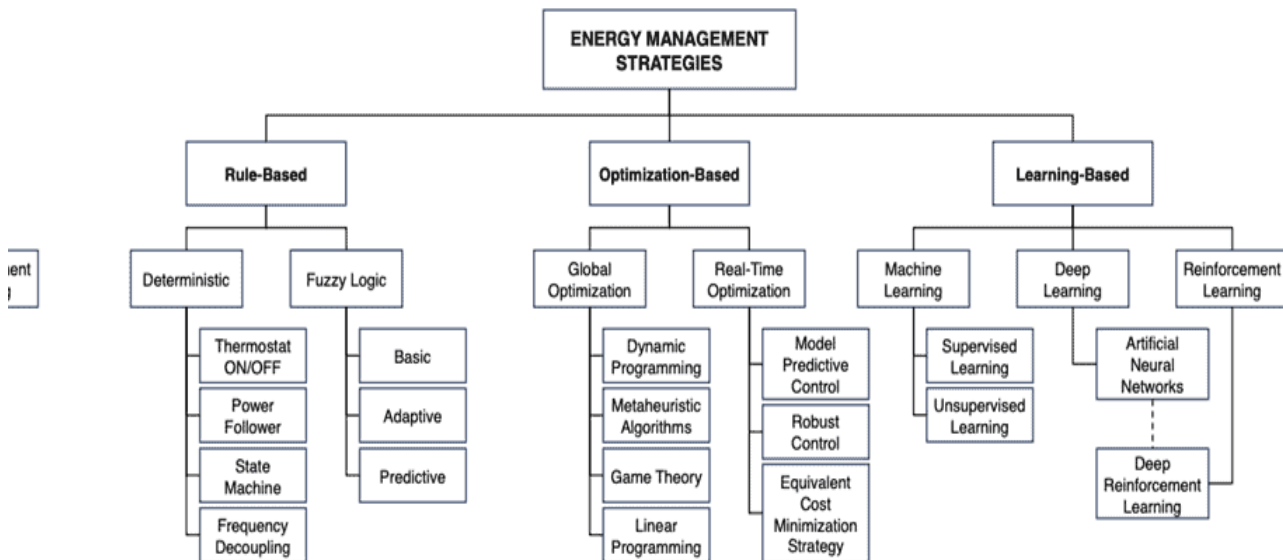 ENERGY MANAGEMENT
STRATEGIES
Rule-Based
Optimization-Based
Learning-Based
Deterministic
Fuzzy Logic
Global
Optimization
Real-Time
Optimization
Machine
Learning
Deep
Learning
Reinforcement
Learning
Thermostat
ON/OFF
Power
Follower
State
Machine
Frequency
Decoupling
Basic
Adaptive
Predictive
Dynamic
Programming
Metaheuristic
Algorithms
Game Theory
Linear
Programming
Model
Predictive
Control
Robust
Control
Equivalent
Cost
Minimization
Strategy
Supervised
Learning
Unsupervised
Learning
Artificial
Neural
Networks
Deep
Reinforcement
Learning